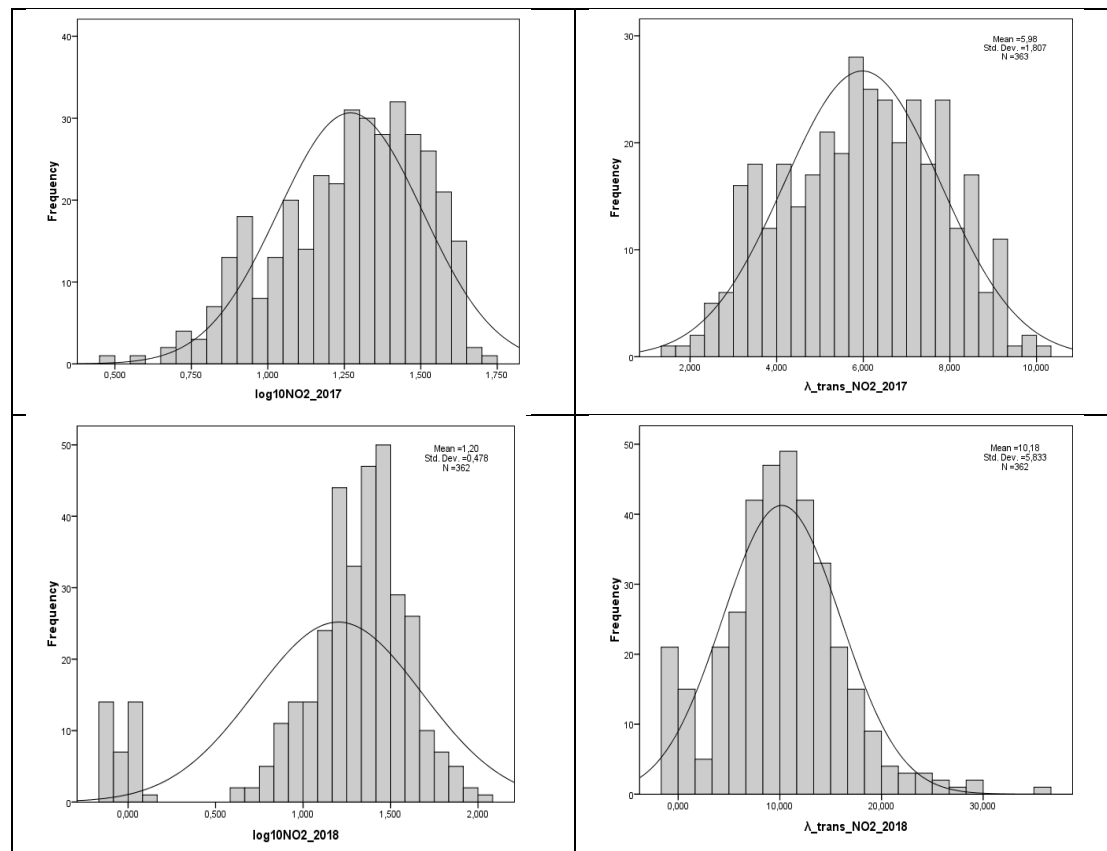 40
30
20
10
0
Frequency
0,500 0,750 1,000 1,250 1,500 1,750
log10NO2_2017
Mean =5,98
Std. Dev. =1,807
N =363
30
20
10
0
Frequency
2,000 4,000 6,000 8,000 10,000
λ_trans_NO2_2017
Mean =1,20
Std. Dev. =0,478
N =362
50
40
30
20
10
0
Frequency
0,000 0,500 1,000 1,500 2,000
log10NO2_2018
Mean =10,18
Std. Dev. =5,833
N =362
50
40
30
20
10
0
Frequency
0,000 10,000 20,000 30,000
λ_trans_NO2_2018